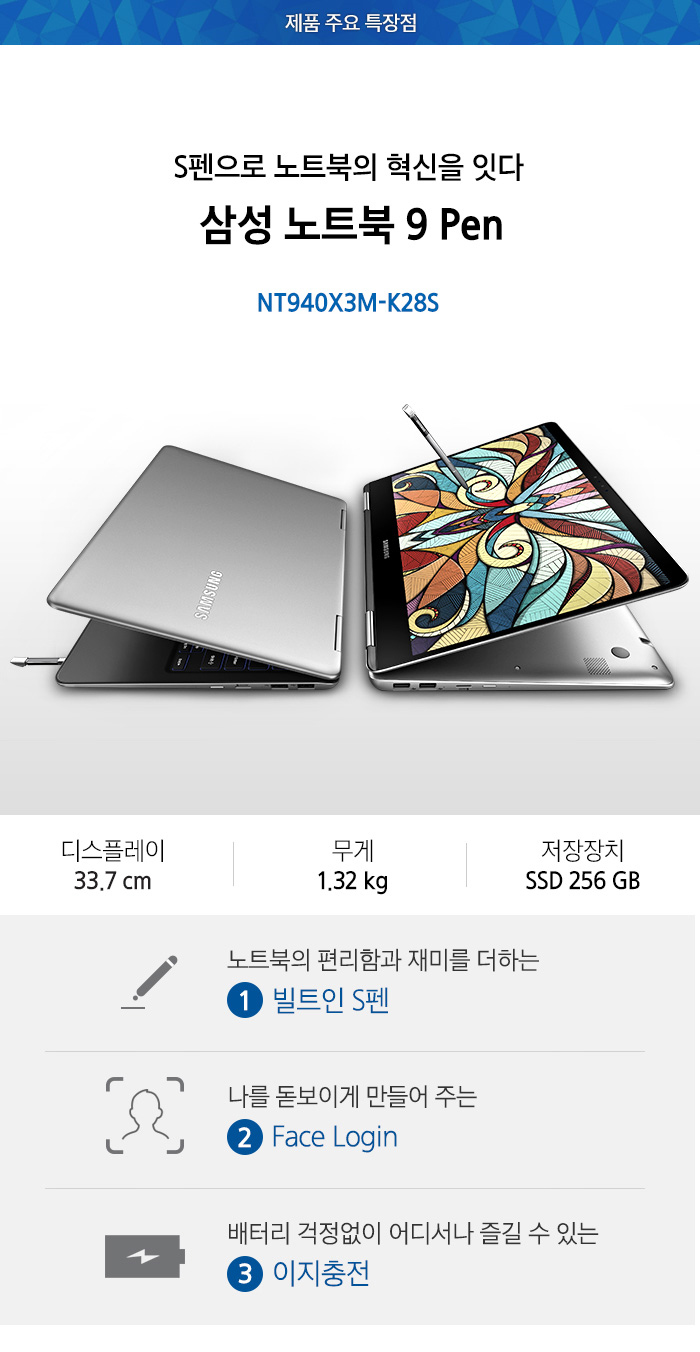 제품 주요 특장점
S펜으로 노트북의 혁신을 잇다
삼성 노트북 9 Pen
NT940X3M-K28S
SAMSUNG
SAMSUNG
디스플레이
33.7 cm
무게
1.32 kg
저장장치
SSD 256 GB
노트북의 편리함과 재미를 더하는
1 빌트인 S펜
나를 돋보이게 만들어 주는
2 Face Login
배터리 걱정없이 어디서나 즐길 수 있는
3 이지충전